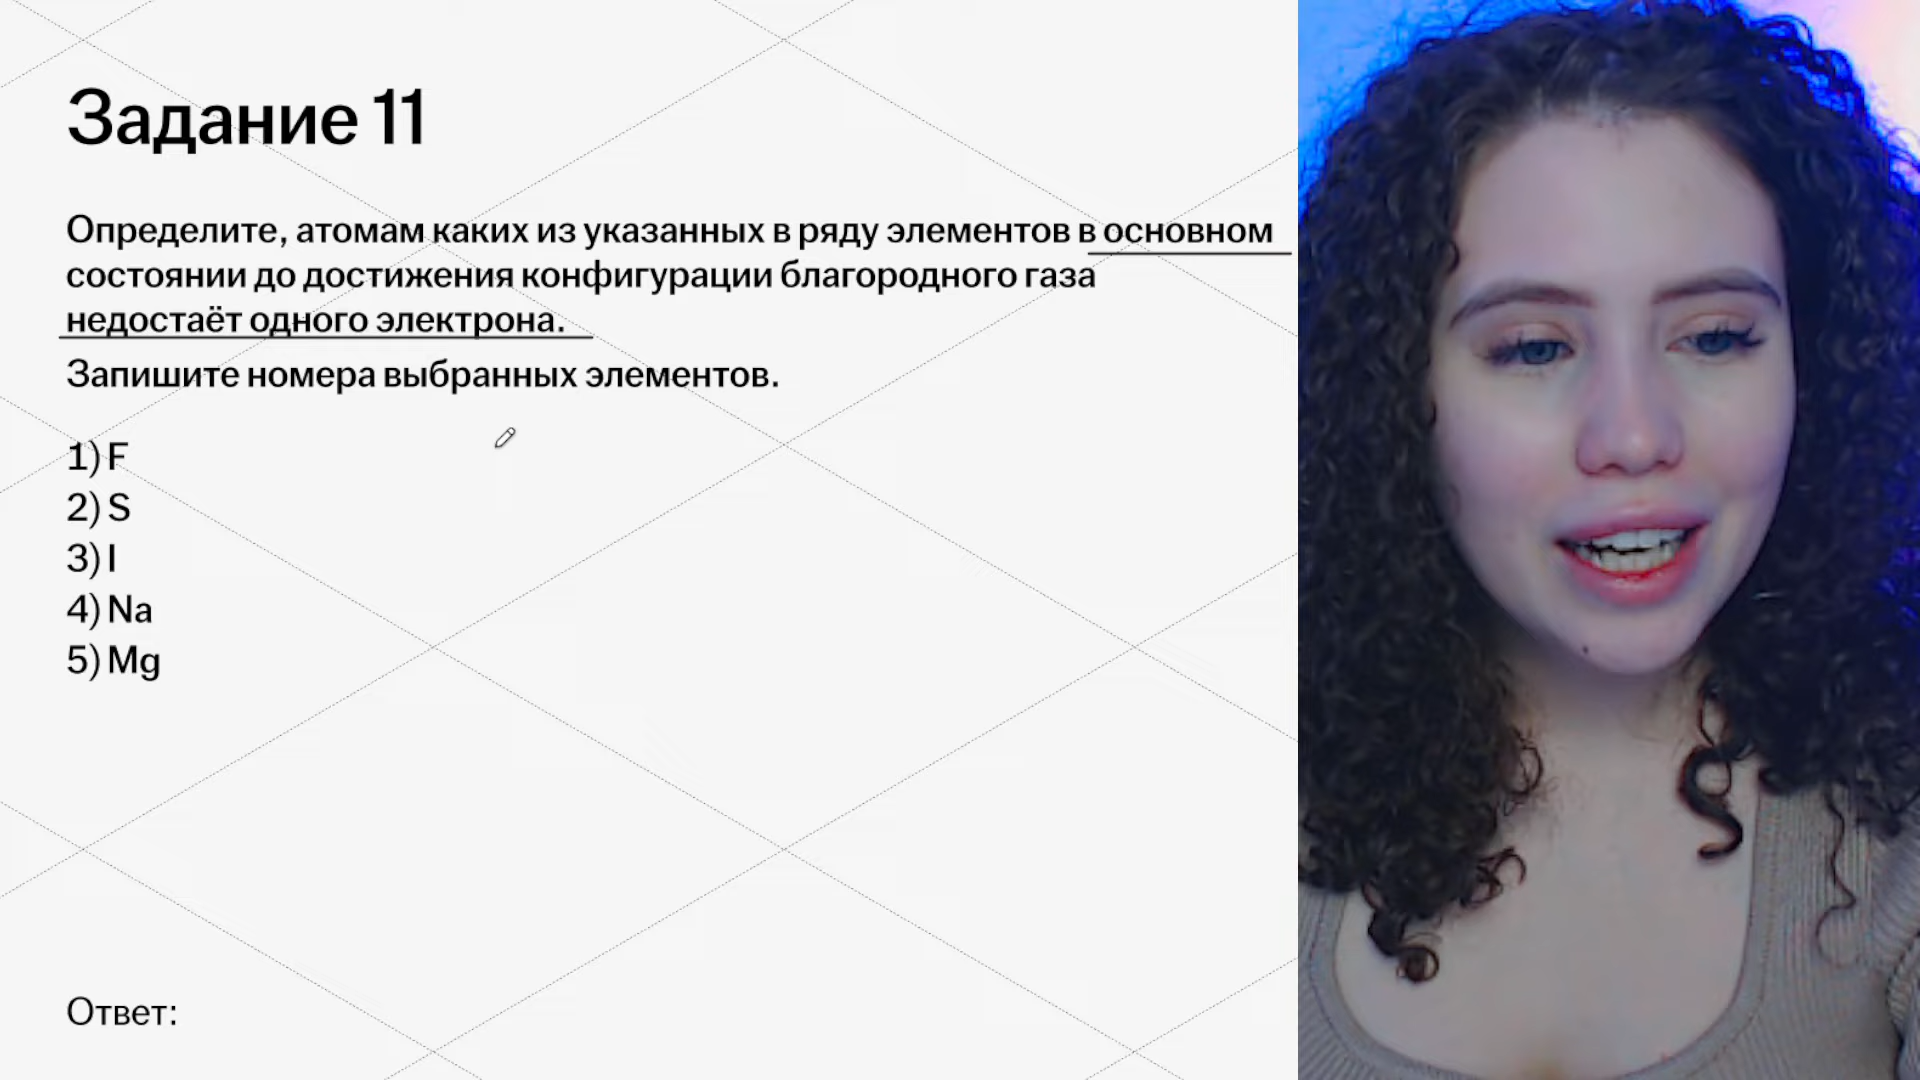 Задание 11
Определите, атомам каких из указанных в ряду элементов в основном
состоянии до достижения конфигурации благородного газа
недостаёт одного электрона.
Запишите номера выбранных элементов.
1) F
2) S
3) I
4) Na
5) Mg
Ответ: